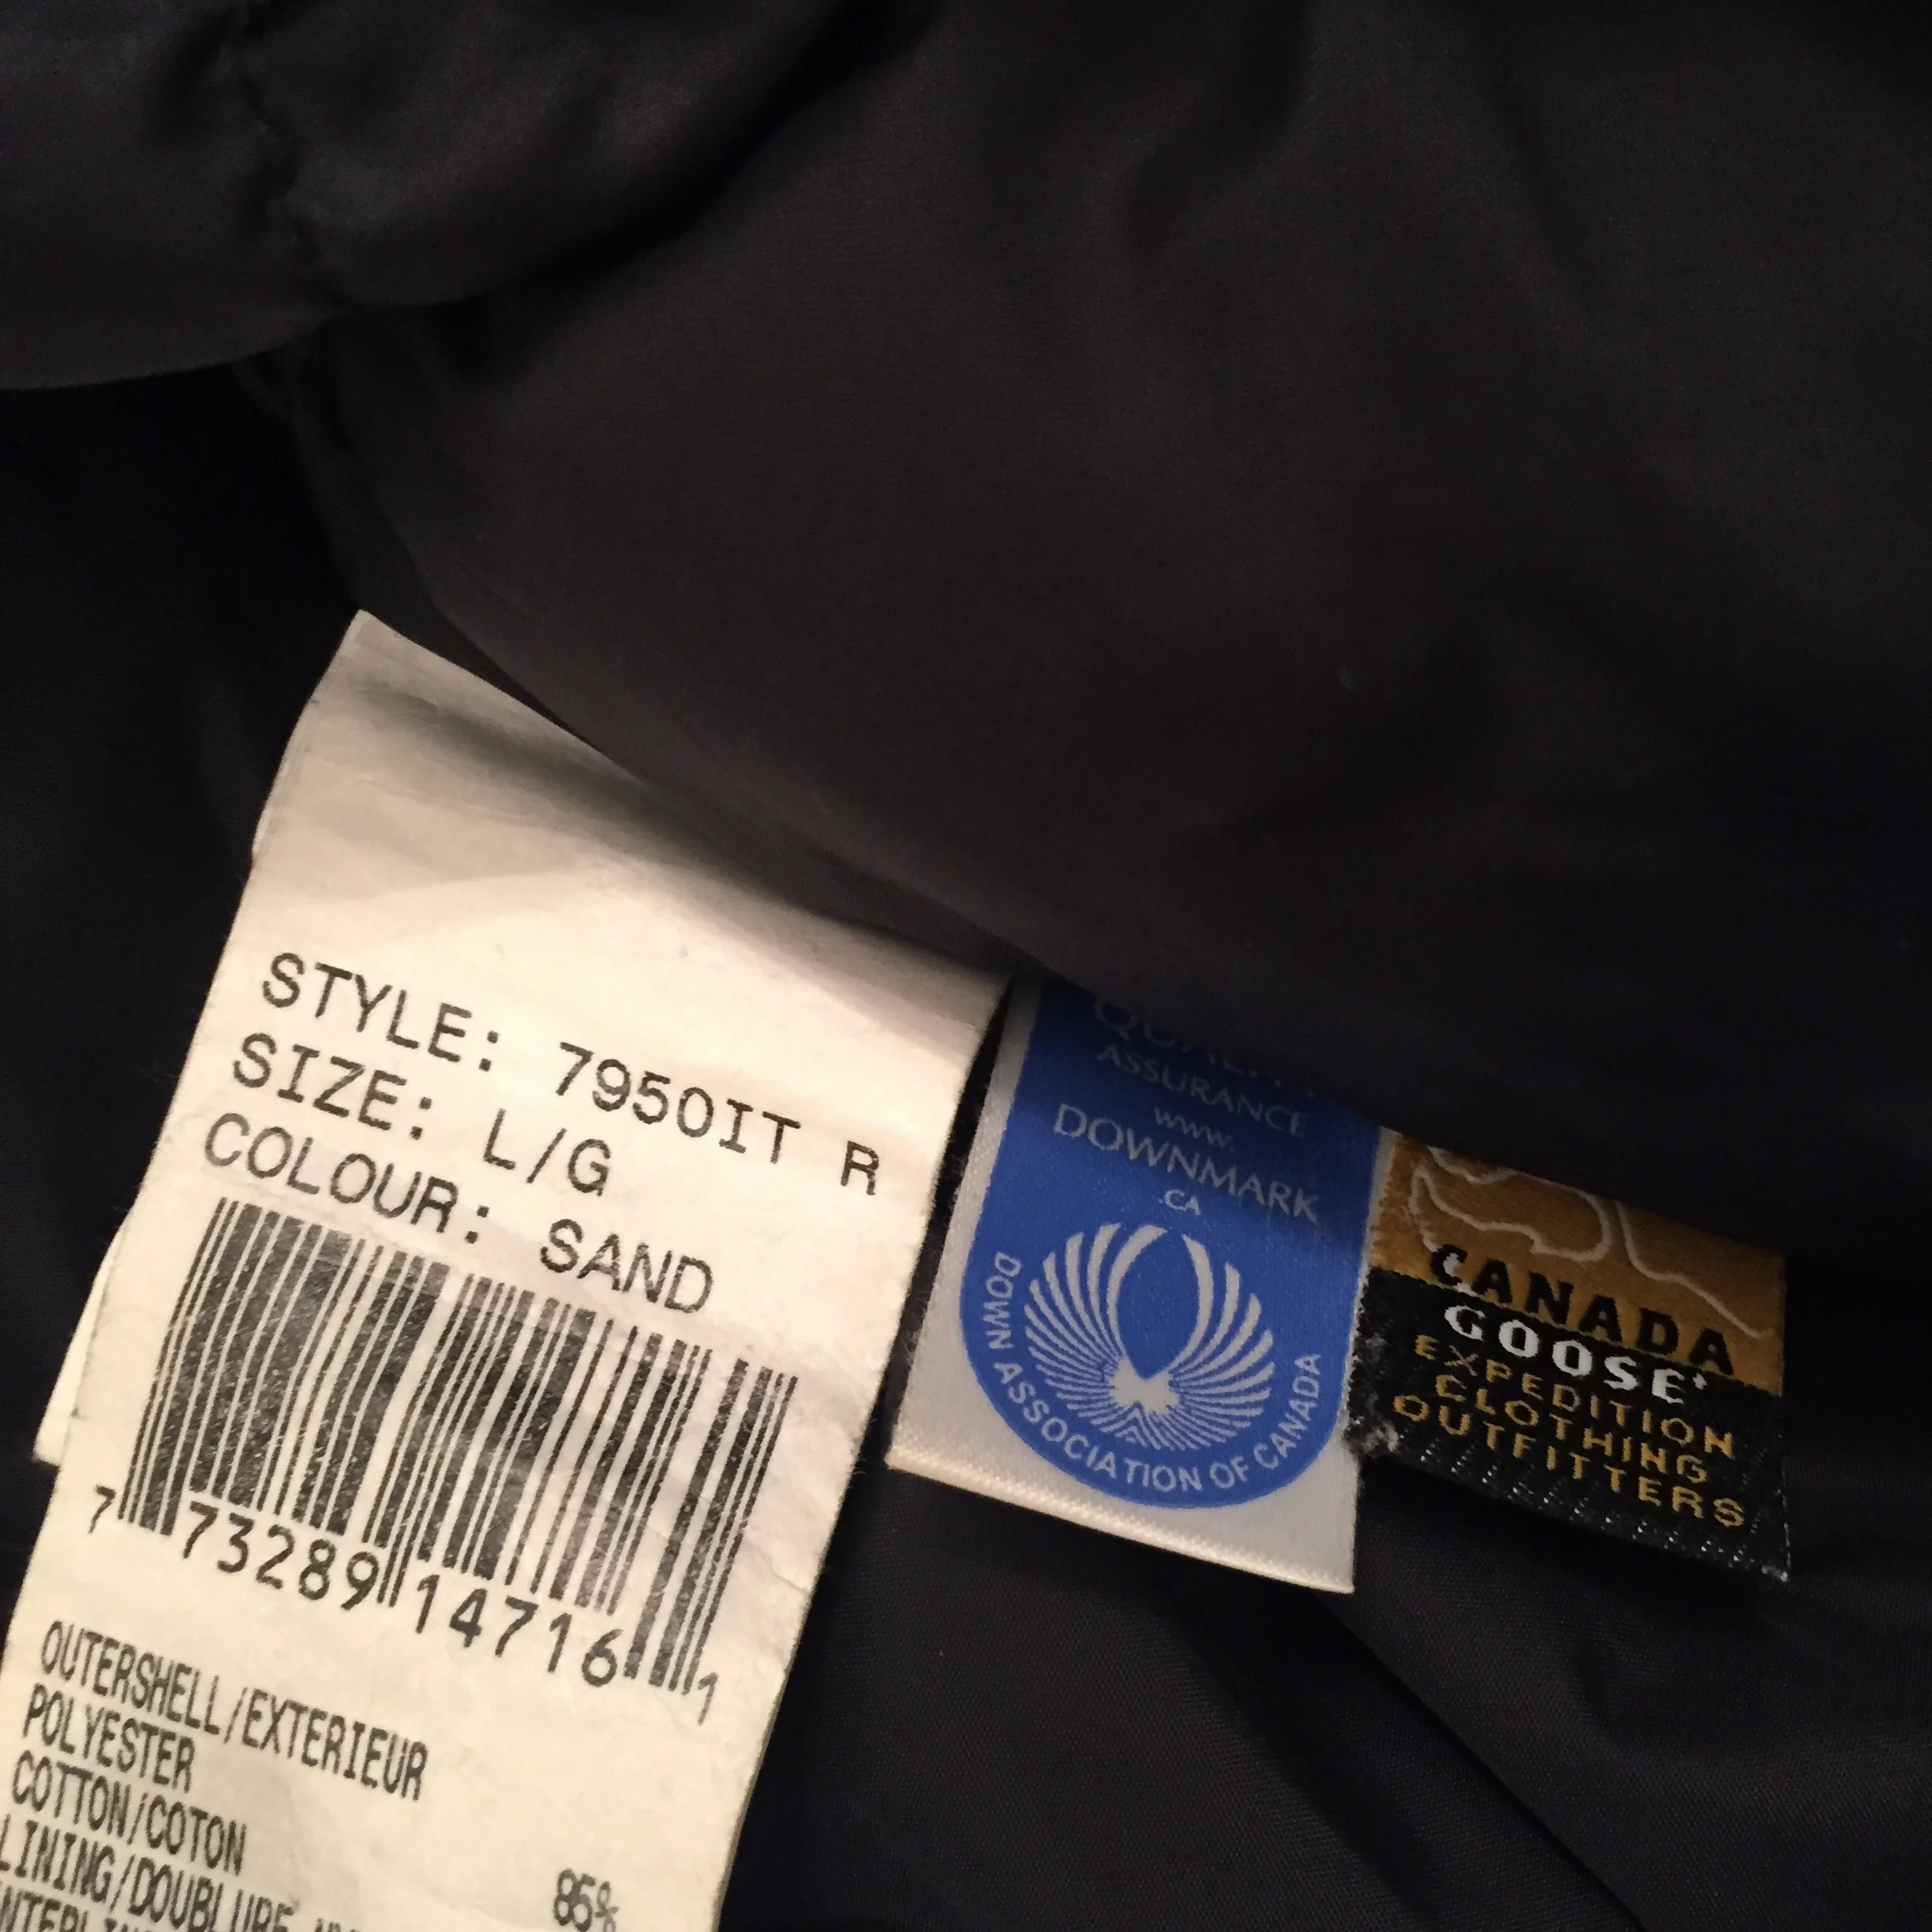 STYLE: 7950IT R
SIZE: L/G
COLOUR: SAND
7 73289 14716 1
OUTERSHELL/EXTERIEUR
POLYESTER 85%
COTTON/COTON
LINING/DOUBLURE
QUALITY
ASSURANCE
www.
DOWNMARK
.CA
DOWN ASSOCIATION OF CANADA
CANADA
GOOSE
EXPEDITION
CLOTHING
OUTFITTERS